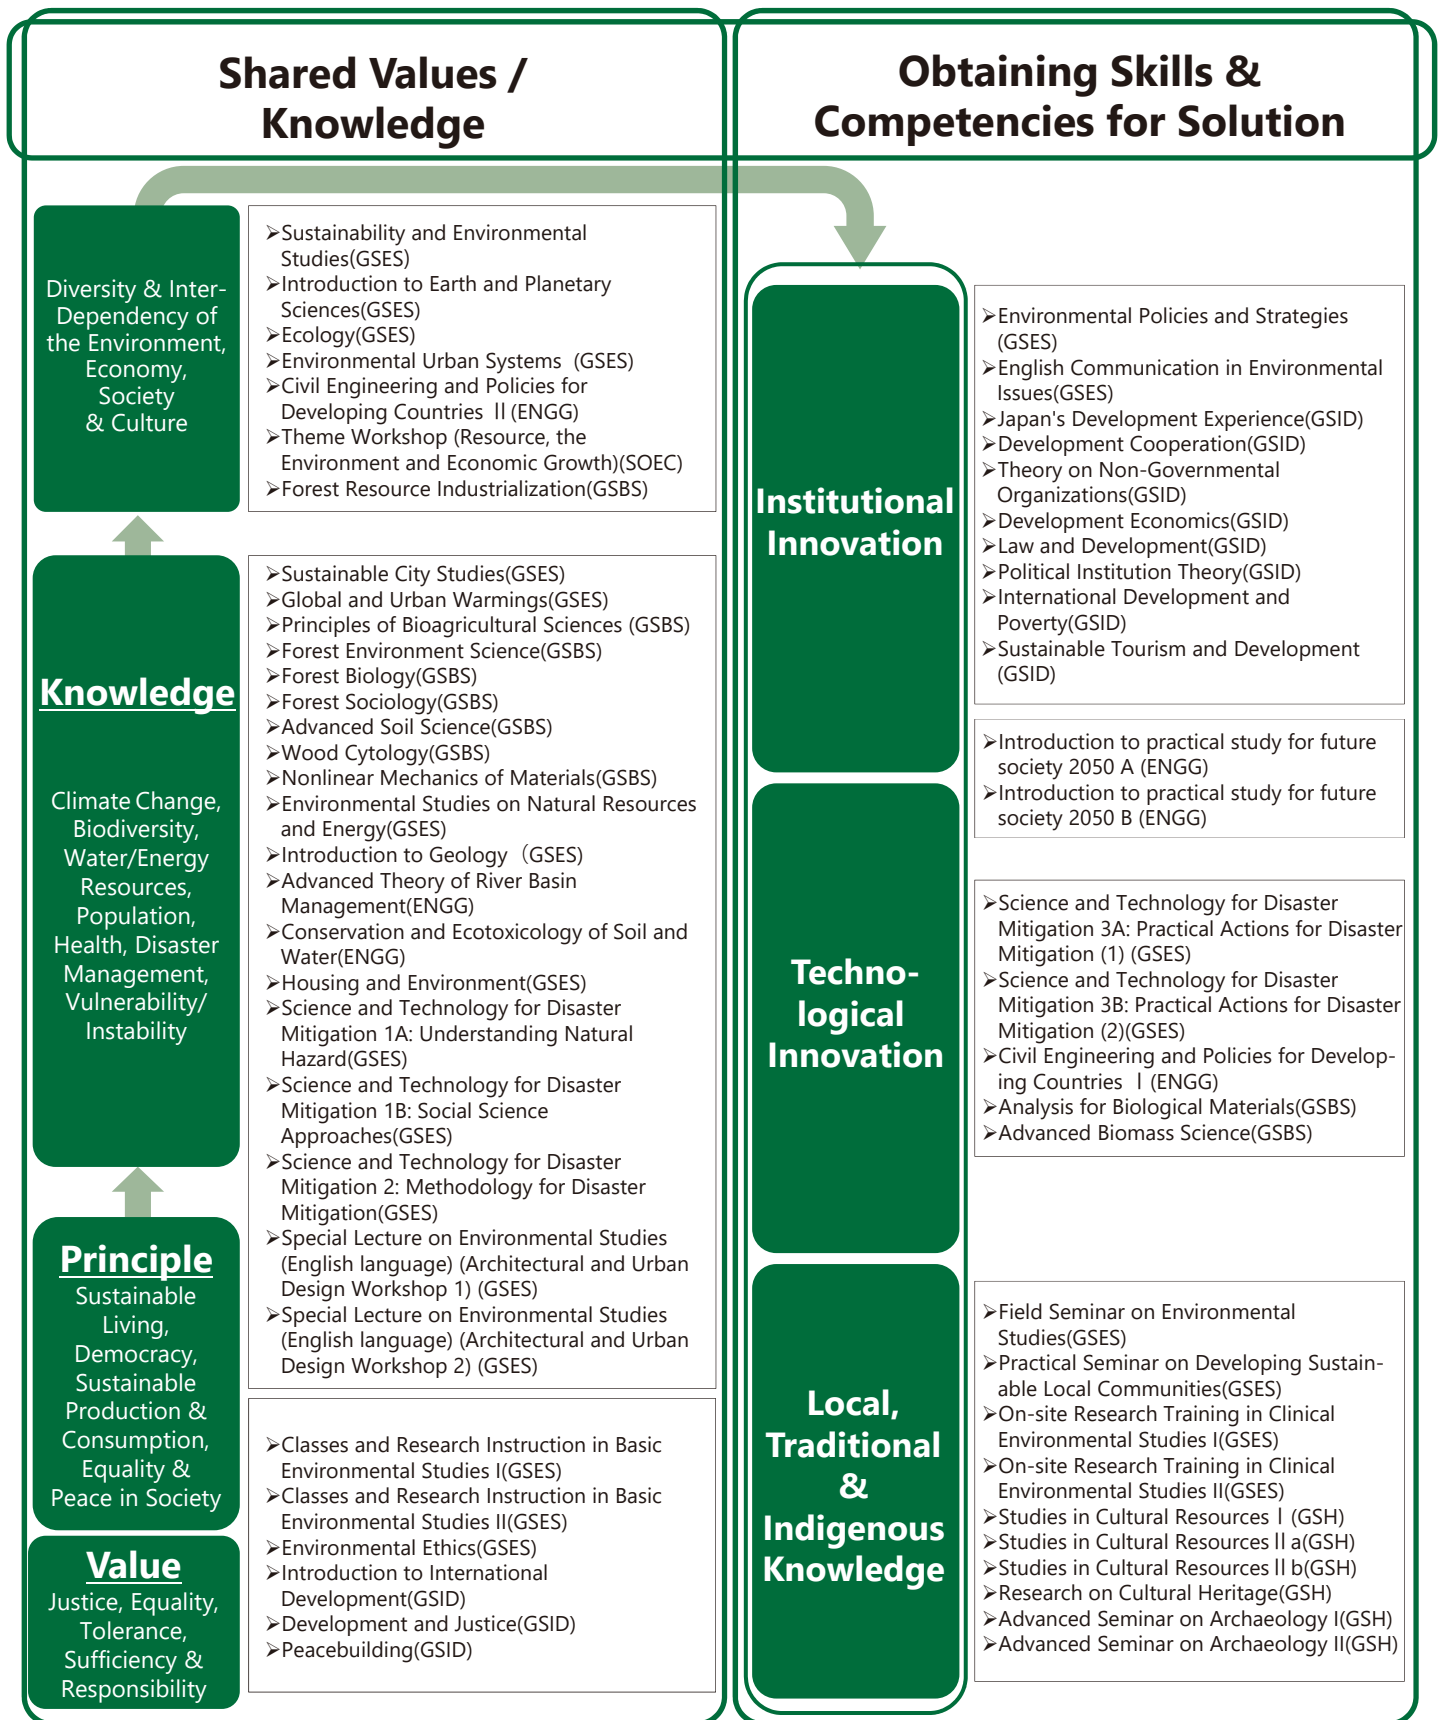 Shared Values /
Knowledge
Diversity & Inter-
Dependency of
the Environment,
Economy,
Society
& Culture
➢Sustainability and Environmental
Studies(GSES)
➢Introduction to Earth and Planetary
Sciences(GSES)
➢Ecology(GSES)
➢Environmental Urban Systems (GSES)
➢Civil Engineering and Policies for
Developing Countries Ⅱ(ENGG)
➢Theme Workshop (Resource, the
Environment and Economic Growth)(SOEC)
➢Forest Resource Industrialization(GSBS)
Knowledge
Climate Change,
Biodiversity,
Water/Energy
Resources,
Population,
Health, Disaster
Management,
Vulnerability/
Instability
➢Sustainable City Studies(GSES)
➢Global and Urban Warmings(GSES)
➢Principles of Bioagricultural Sciences (GSBS)
➢Forest Environment Science(GSBS)
➢Forest Biology(GSBS)
➢Forest Sociology(GSBS)
➢Advanced Soil Science(GSBS)
➢Wood Cytology(GSBS)
➢Nonlinear Mechanics of Materials(GSBS)
➢Environmental Studies on Natural Resources
and Energy(GSES)
➢Introduction to Geology（GSES)
➢Advanced Theory of River Basin
Management(ENGG)
➢Conservation and Ecotoxicology of Soil and
Water(ENGG)
➢Housing and Environment(GSES)
➢Science and Technology for Disaster
Mitigation 1A: Understanding Natural
Hazard(GSES)
➢Science and Technology for Disaster
Mitigation 1B: Social Science
Approaches(GSES)
➢Science and Technology for Disaster
Mitigation 2: Methodology for Disaster
Mitigation(GSES)
➢Special Lecture on Environmental Studies
(English language) (Architectural and Urban
Design Workshop 1) (GSES)
➢Special Lecture on Environmental Studies
(English language) (Architectural and Urban
Design Workshop 2) (GSES)
Principle
Sustainable
Living,
Democracy,
Sustainable
Production &
Consumption,
Equality &
Peace in Society
Value
Justice, Equality,
Tolerance,
Sufficiency &
Responsibility
➢Classes and Research Instruction in Basic
Environmental Studies I(GSES)
➢Classes and Research Instruction in Basic
Environmental Studies II(GSES)
➢Environmental Ethics(GSES)
➢Introduction to International
Development(GSID)
➢Development and Justice(GSID)
➢Peacebuilding(GSID)
Obtaining Skills &
Competencies for Solution
Institutional
Innovation
➢Environmental Policies and Strategies
(GSES)
➢English Communication in Environmental
Issues(GSES)
➢Japan's Development Experience(GSID)
➢Development Cooperation(GSID)
➢Theory on Non-Governmental
Organizations(GSID)
➢Development Economics(GSID)
➢Law and Development(GSID)
➢Political Institution Theory(GSID)
➢International Development and
Poverty(GSID)
➢Sustainable Tourism and Development
(GSID)
➢Introduction to practical study for future
society 2050 A (ENGG)
➢Introduction to practical study for future
society 2050 B (ENGG)
Techno-
logical
Innovation
➢Science and Technology for Disaster
Mitigation 3A: Practical Actions for Disaster
Mitigation (1) (GSES)
➢Science and Technology for Disaster
Mitigation 3B: Practical Actions for Disaster
Mitigation (2)(GSES)
➢Civil Engineering and Policies for Develop-
ing Countries Ⅰ(ENGG)
➢Analysis for Biological Materials(GSBS)
➢Advanced Biomass Science(GSBS)
Local,
Traditional
&
Indigenous
Knowledge
➢Field Seminar on Environmental
Studies(GSES)
➢Practical Seminar on Developing Sustain-
able Local Communities(GSES)
➢On-site Research Training in Clinical
Environmental Studies I(GSES)
➢On-site Research Training in Clinical
Environmental Studies II(GSES)
➢Studies in Cultural Resources Ⅰ (GSH)
➢Studies in Cultural Resources Ⅱa(GSH)
➢Studies in Cultural Resources Ⅱb(GSH)
➢Research on Cultural Heritage(GSH)
➢Advanced Seminar on Archaeology I(GSH)
➢Advanced Seminar on Archaeology II(GSH)